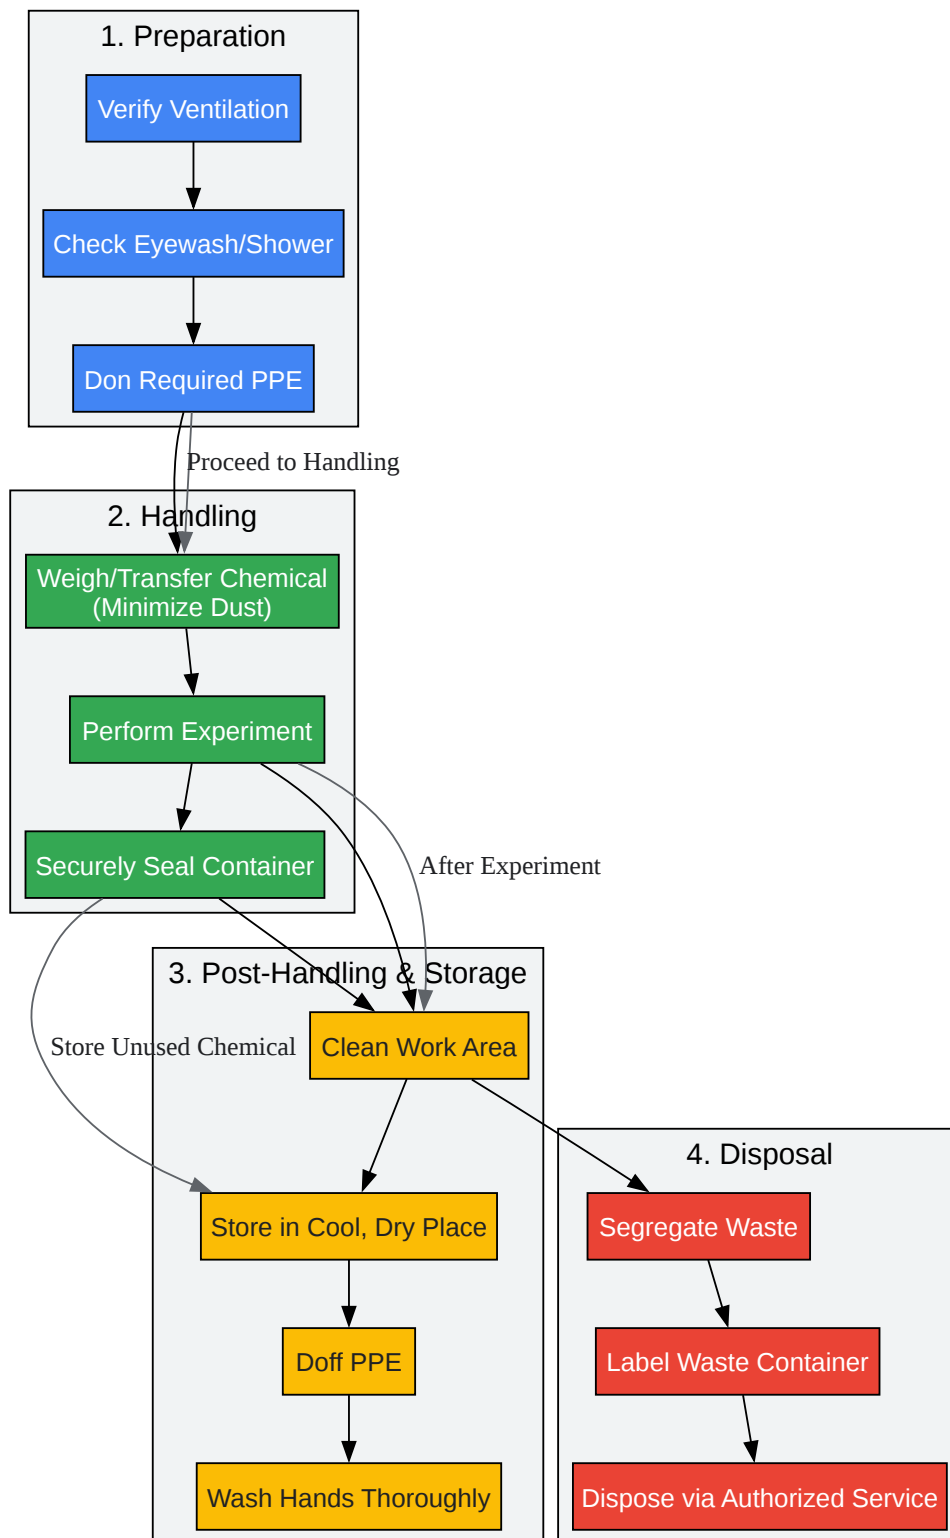 1. Preparation
Verify Ventilation
Check Eyewash/Shower
Don Required PPE
Proceed to Handling
2. Handling
Weigh/Transfer Chemical
(Minimize Dust)
Perform Experiment
Securely Seal Container
After Experiment
3. Post-Handling & Storage
Clean Work Area
Store Unused Chemical
Store in Cool, Dry Place
Doff PPE
Wash Hands Thoroughly
4. Disposal
Segregate Waste
Label Waste Container
Dispose via Authorized Service